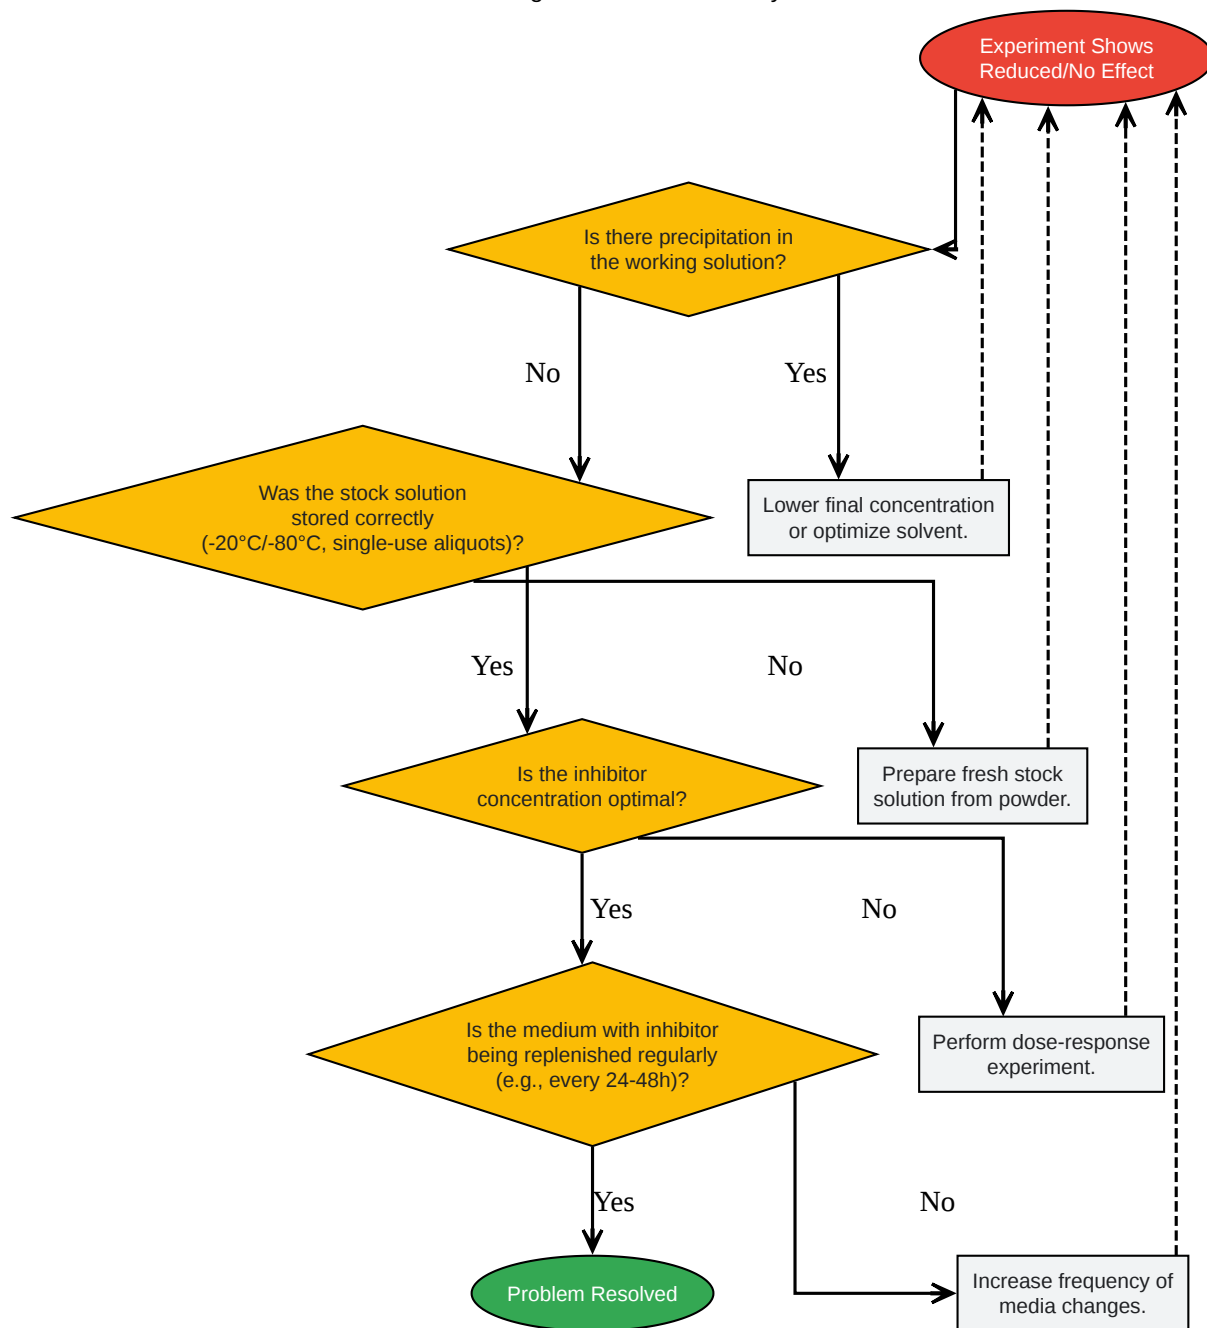 Experiment Shows
Reduced/No Effect
Is there precipitation in
the working solution?
No
Yes
Was the stock solution
stored correctly
(-20°C/-80°C, single-use aliquots)?
Lower final concentration
or optimize solvent.
Yes
No
Is the inhibitor
concentration optimal?
Prepare fresh stock
solution from powder.
Yes
No
Is the medium with inhibitor
being replenished regularly
(e.g., every 24-48h)?
Perform dose-response
experiment.
Yes
No
Problem Resolved
Increase frequency of
media changes.